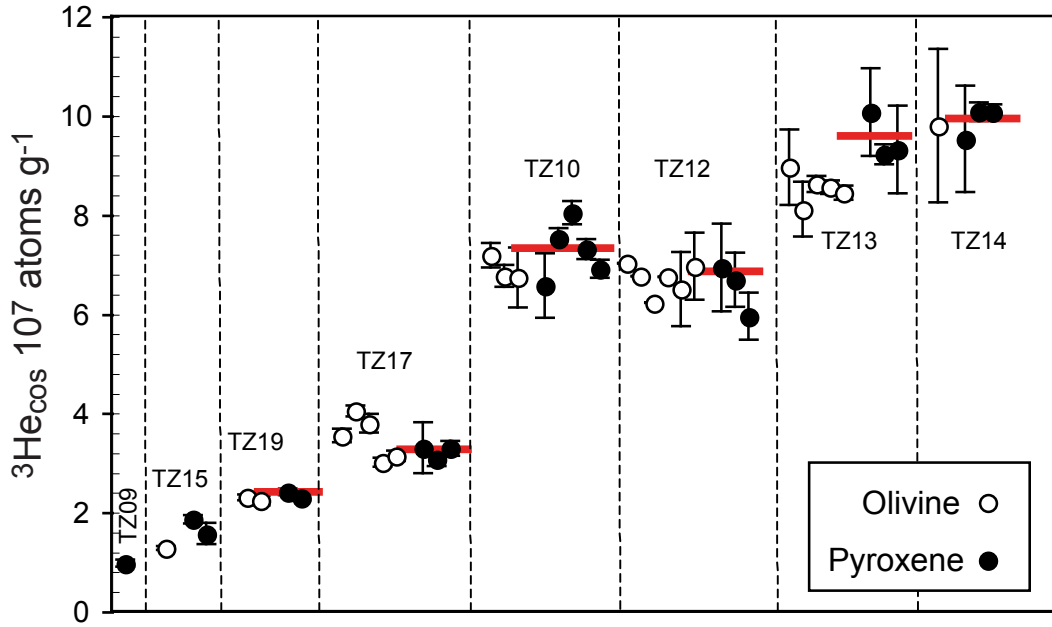 ³He_cos 10⁷ atoms g⁻¹
12
10
8
6
4
2
0
TZ09
TZ15
TZ19
TZ17
TZ10
TZ12
TZ13
TZ14
Olivine
Pyroxene